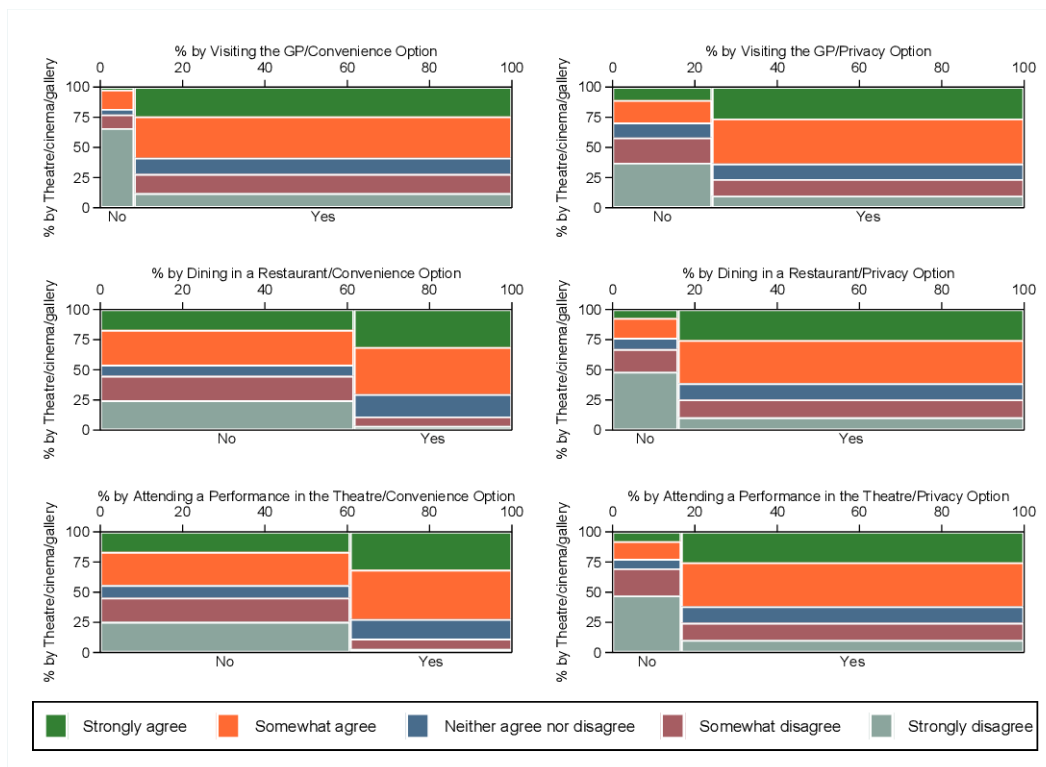 % by Visiting the GP/Convenience Option
0 20 40 60 80 100
% by Theatre/cinema/gallery
100
75
50
25
0
No Yes
% by Visiting the GP/Privacy Option
0 20 40 60 80 100
% by Theatre/cinema/gallery
100
75
50
25
0
No Yes
% by Dining in a Restaurant/Convenience Option
0 20 40 60 80 100
% by Theatre/cinema/gallery
100
75
50
25
0
No Yes
% by Dining in a Restaurant/Privacy Option
0 20 40 60 80 100
% by Theatre/cinema/gallery
100
75
50
25
0
No Yes
% by Attending a Performance in the Theatre/Convenience Option
0 20 40 60 80 100
% by Theatre/cinema/gallery
100
75
50
25
0
No Yes
% by Attending a Performance in the Theatre/Privacy Option
0 20 40 60 80 100
% by Theatre/cinema/gallery
100
75
50
25
0
No Yes
Strongly agree Somewhat agree Neither agree nor disagree Somewhat disagree Strongly disagree